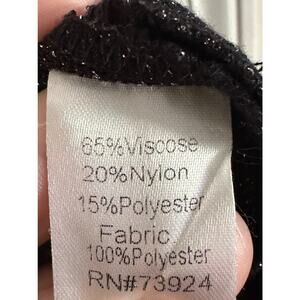 65%Viscose
20%Nylon
15%Polyester
Fabric
100%Polyester
RN#73924